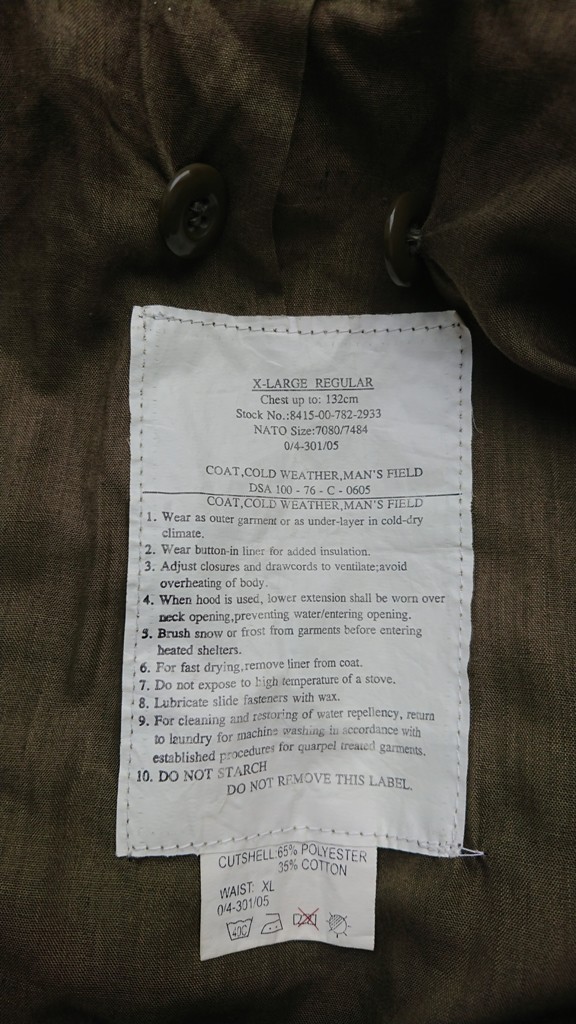 X-LARGE REGULAR
Chest up to: 132cm
Stock No.:8415-00-782-2933
NATO Size:7080/7484
0/4-301/05
COAT,COLD WEATHER,MAN'S FIELD
DSA 100 - 76 - C - 0605
COAT,COLD WEATHER,MAN'S FIELD
1. Wear as outer garment or as under-layer in cold-dry
climate.
2. Wear button-in liner for added insulation.
3. Adjust closures and drawcords to ventilate;avoid
overheating of body.
4. When hood is used, lower extension shall be worn over
neck opening,preventing water/entering opening.
5. Brush snow or frost from garments before entering
heated shelters.
6. For fast drying,remove liner from coat.
7. Do not expose to high temperature of a stove.
8. Lubricate slide fasteners with wax.
9. For cleaning and restoring of water repellency, return
to laundry for machine washing in accordance with
established procedures for quarpel treated garments.
10. DO NOT STARCH
DO NOT REMOVE THIS LABEL.
CUTSHELL:65% POLYESTER
35% COTTON
WAIST: XL
0/4-301/05
40C